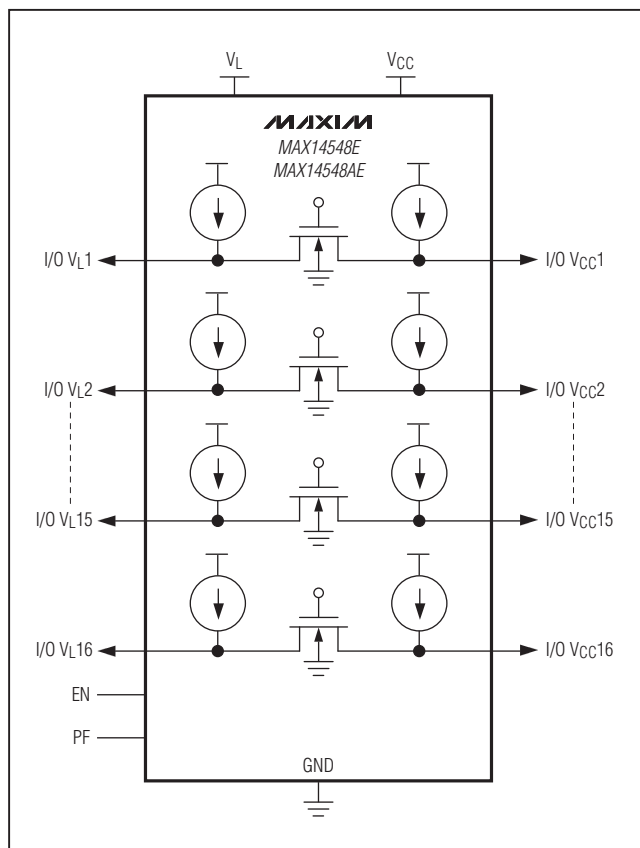 VL VCC
MAXIM
MAX14548E
MAX14548AE
I/O VL1 I/O VCC1
I/O VL2 I/O VCC2
I/O VL15 I/O VCC15
I/O VL16 I/O VCC16
EN
PF
GND